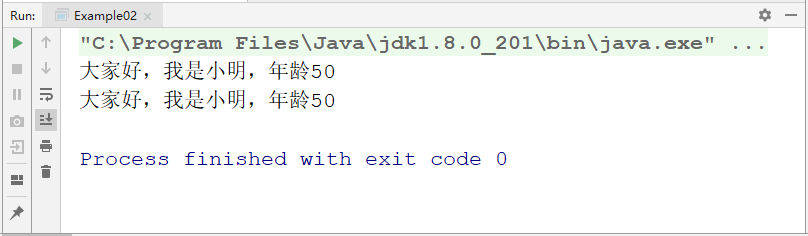 Run: Example02
"C:\Program Files\Java\jdk1.8.0_201\bin\java.exe" ...
大家好，我是小明，年龄50
大家好，我是小明，年龄50
Process finished with exit code 0